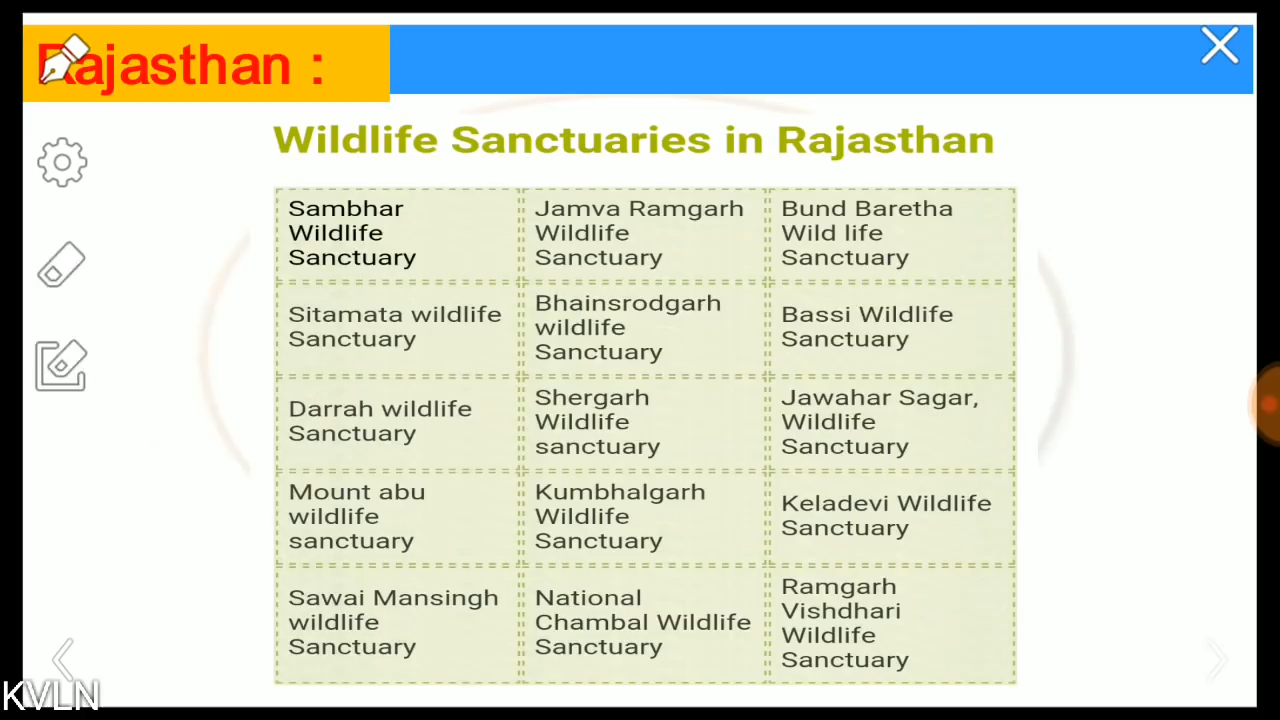 Rajasthan :
Wildlife Sanctuaries in Rajasthan
Sambhar
Wildlife
Sanctuary
Jamva Ramgarh
Wildlife
Sanctuary
Bund Baretha
Wild life
Sanctuary
Sitamata wildlife
Sanctuary
Bhainsrodgarh
wildlife
Sanctuary
Bassi Wildlife
Sanctuary
Darrah wildlife
Sanctuary
Shergarh
Wildlife
sanctuary
Jawahar Sagar,
Wildlife
Sanctuary
Mount abu
wildlife
sanctuary
Kumbhalgarh
Wildlife
Sanctuary
Keladevi Wildlife
Sanctuary
Sawai Mansingh
wildlife
Sanctuary
National
Chambal Wildlife
Sanctuary
Ramgarh
Vishdhari
Wildlife
Sanctuary
KVLN